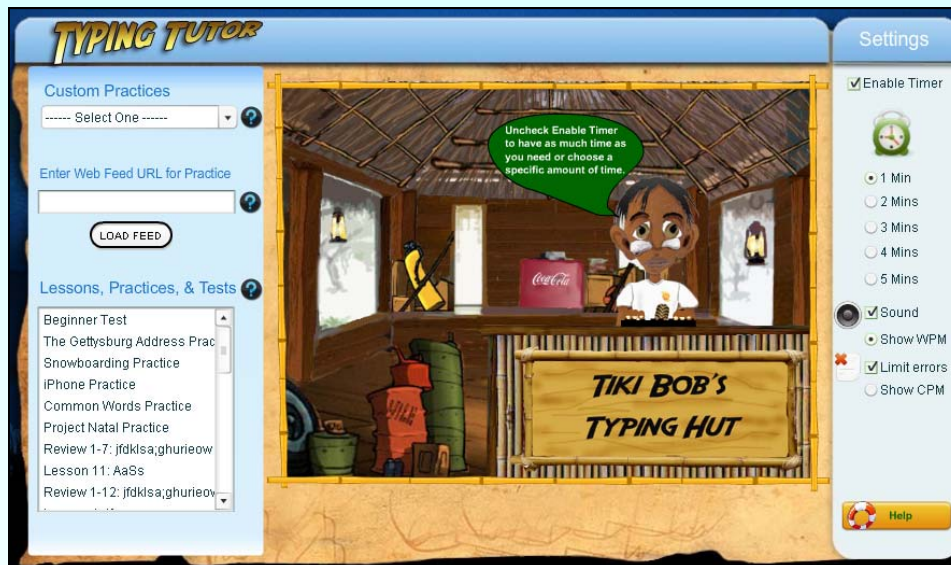 TYPING TUTOR
Custom Practices
------ Select One ------
Enter Web Feed URL for Practice
LOAD FEED
Lessons, Practices, & Tests
Beginner Test
The Gettysburg Address Prac
Snowboarding Practice
iPhone Practice
Common Words Practice
Project Natal Practice
Review 1-7: jfdklsa;ghurieow
Lesson 11: AaSs
Review 1-12: jfdklsa;ghurieov
Uncheck Enable Timer
to have as much time as
you need or choose a
specific amount of time.
Coca-Cola
TIKI BOB'S
TYPING HUT
Settings
Enable Timer
1 Min
2 Mins
3 Mins
4 Mins
5 Mins
Sound
Show WPM
Limit errors
Show CPM
Help